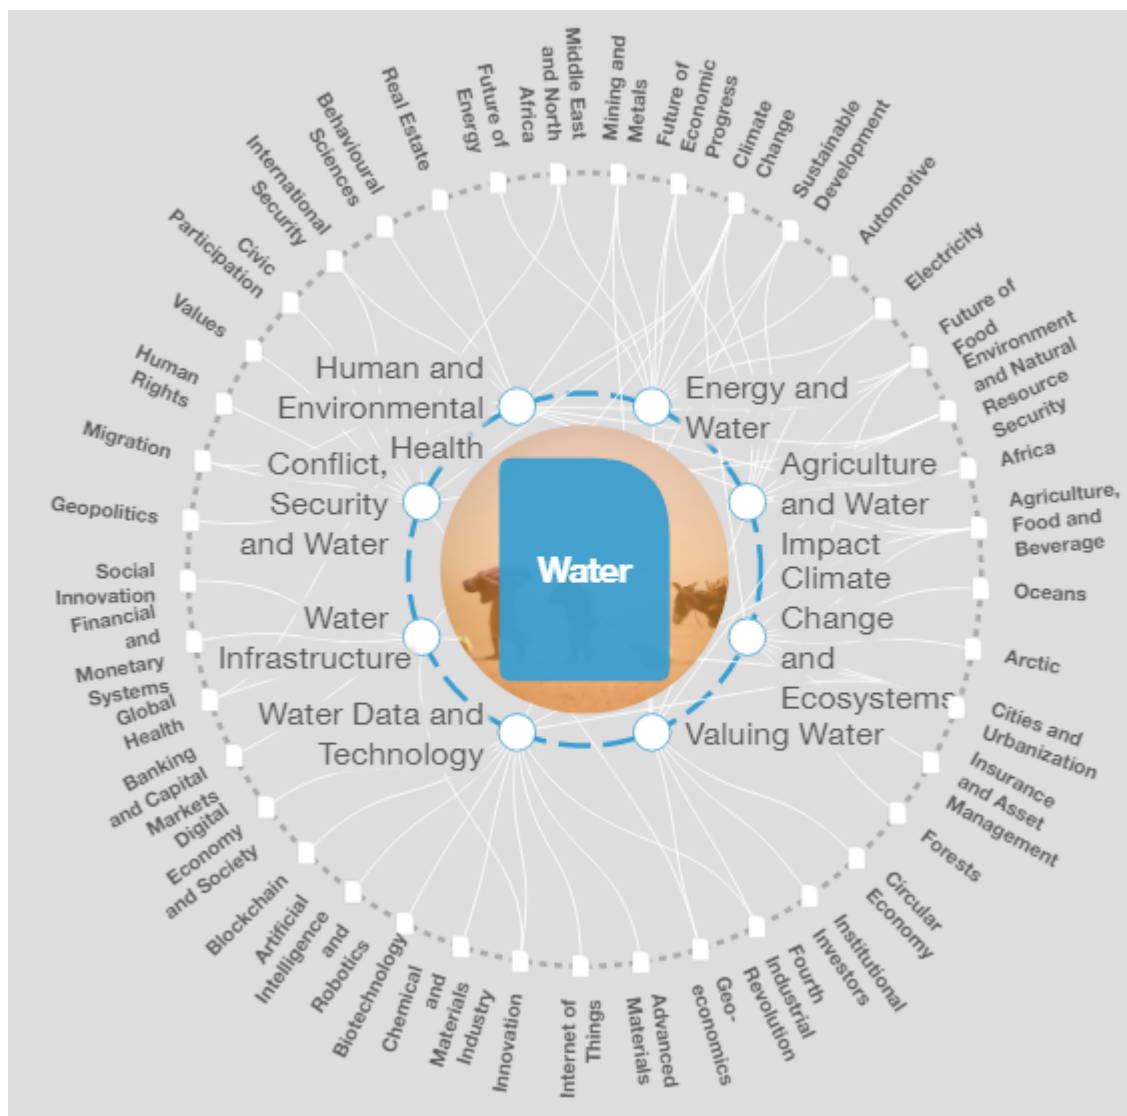 Water
Human and
Environmental
Health
Conflict,
Security
and Water
Water
Infrastructure
Water Data and
Technology
Energy and
Water
Agriculture
and Water
Impact
Climate
Change
and
Ecosystems
Valuing Water
Middle East
and North
Africa
Mining and
Metals
Future of
Economic
Progress
Climate
Change
Sustainable
Development
Automotive
Electricity
Future of
Food
Environment
and Natural
Resource
Security
Africa
Agriculture,
Food and
Beverage
Oceans
Arctic
Cities and
Urbanization
Insurance
and Asset
Management
Forests
Circular
Economy
Institutional
Investors
Fourth
Industrial
Revolution
Geo-
economics
Advanced
Materials
Internet of
Things
Innovation
Chemical
and
Materials
Industry
Biotechnology
Artificial
Intelligence
and
Robotics
Blockchain
Digital
Economy
and Society
Banking
and Capital
Markets
Global
Health
Financial
and
Monetary
Systems
Social
Innovation
Geopolitics
Migration
Human
Rights
Values
Civic
Participation
International
Security
Behavioural
Sciences
Real Estate
Future of
Energy